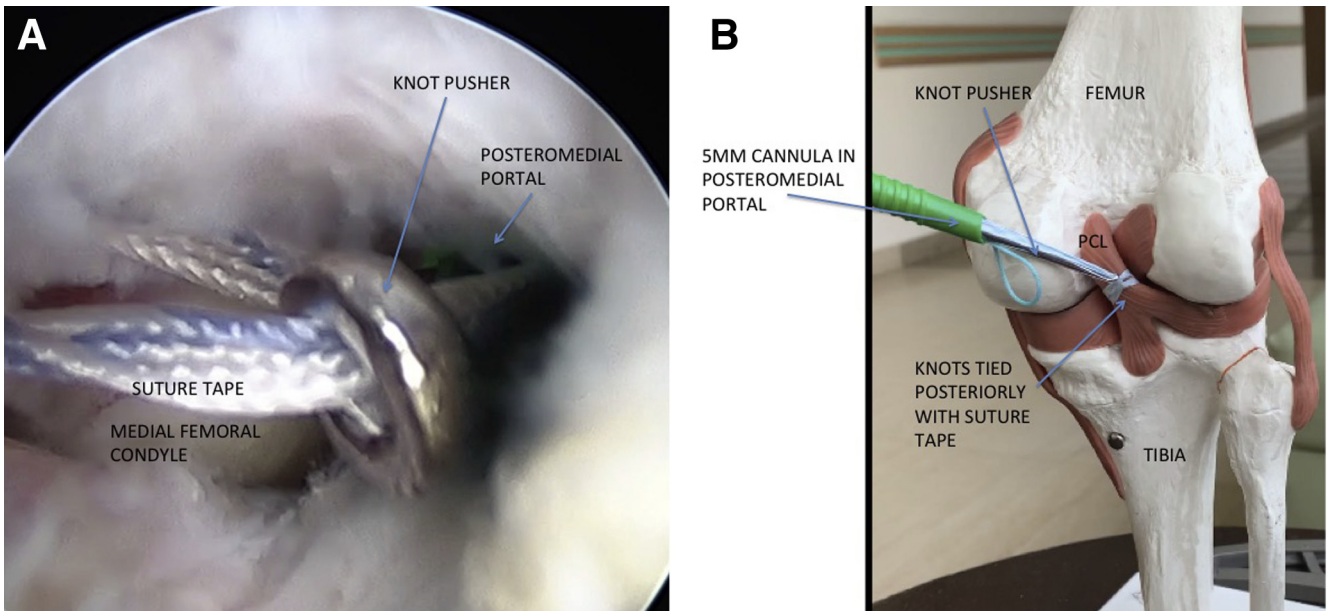 A
KNOT PUSHER
POSTEROMEDIAL
PORTAL
SUTURE TAPE
MEDIAL FEMORAL
CONDYLE
B
KNOT PUSHER
FEMUR
5MM CANNULA IN
POSTEROMEDIAL
PORTAL
PCL
KNOTS TIED
POSTERIORLY
WITH SUTURE
TAPE
TIBIA